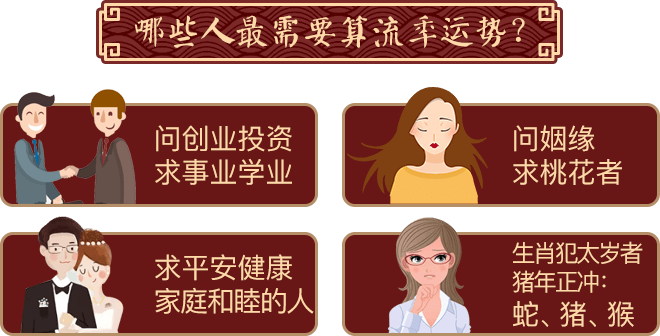 哪些人最需要算流年运势？
问创业投资
求事业学业
问姻缘
求桃花者
求平安健康
家庭和睦的人
生肖犯太岁者
猪年正冲：
蛇、猪、猴